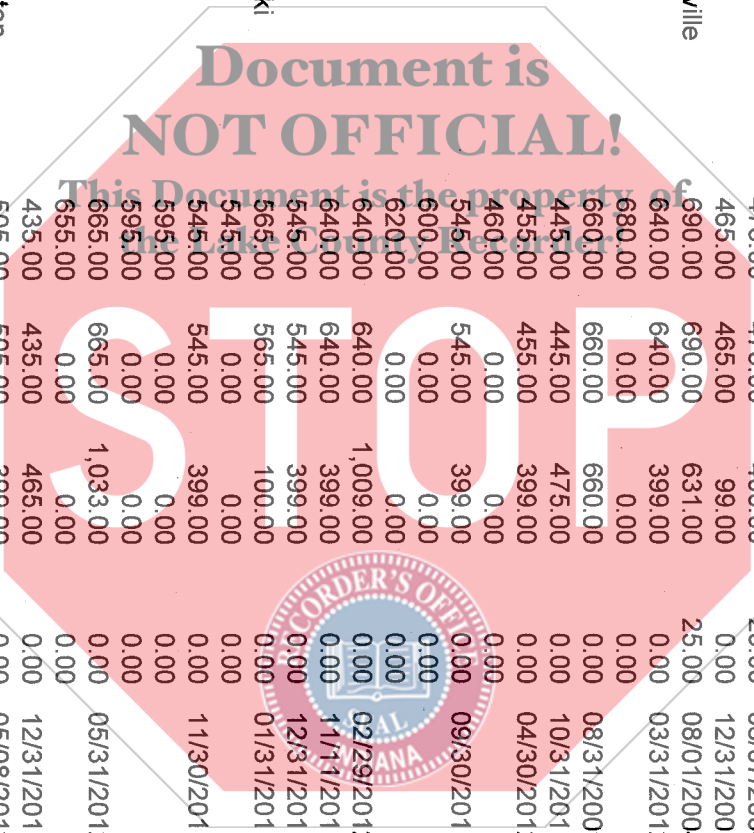 Document is
NOT OFFICIAL!
This Document is the property of
the Lake County Recorder!
STOP
RECORDER'S OFFICE
SEAL
INDIANA
465.00 465.00 99.00 0.00 12/31/201
ville 690.00 690.00 631.00 25.00 08/01/200
640.00 640.00 399.00 0.00 03/31/201
680.00 0.00 0.00 0.00
660.00 660.00 660.00 0.00 08/31/200
445.00 445.00 475.00 0.00 10/31/201
455.00 455.00 399.00 0.00 04/30/201
460.00 0.00 0.00 0.00
545.00 545.00 399.00 0.00 09/30/201
600.00 0.00 0.00 0.00
620.00 0.00 0.00 0.00
640.00 640.00 1,009.00 0.00 02/29/201
640.00 640.00 399.00 0.00 11/11/201
545.00 545.00 399.00 0.00 12/31/201
ki 565.00 565.00 100.00 0.00 01/31/201
545.00 0.00 0.00 0.00
545.00 545.00 399.00 0.00 11/30/201
595.00 0.00 0.00 0.00
595.00 0.00 0.00 0.00
665.00 665.00 1,033.00 0.00 05/31/201
655.00 0.00 0.00 0.00
435.00 435.00 465.00 0.00 12/31/201